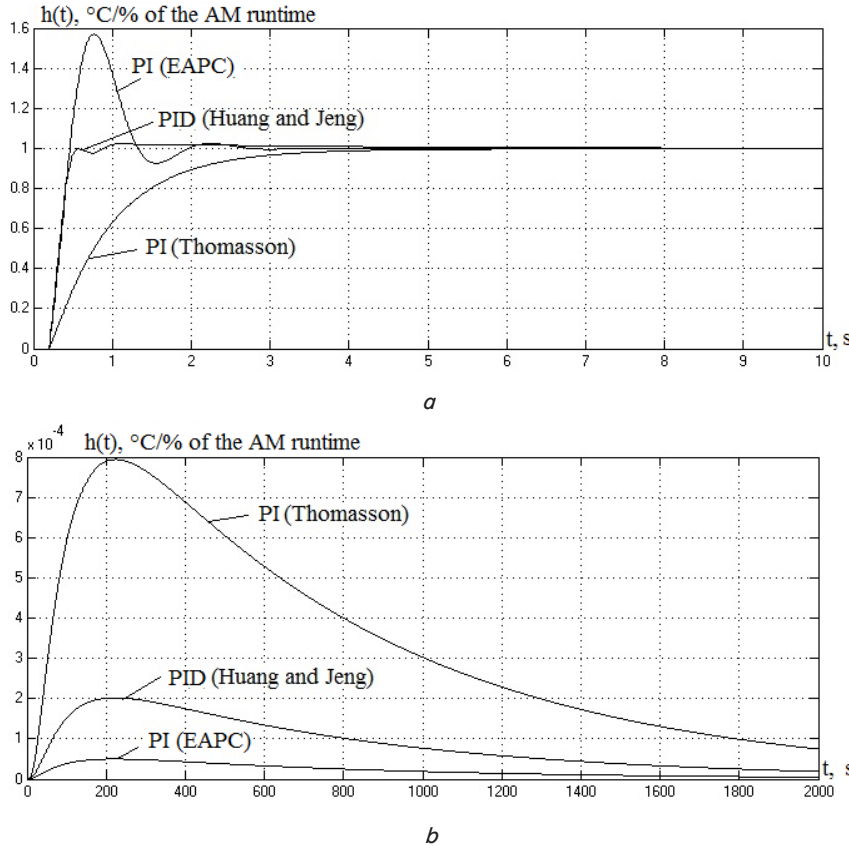 h(t), °C/% of the AM runtime
1.6
PI (EAPC)
1.4
1.2
PID (Huang and Jeng)
1
0.8
0.6
PI (Thomasson)
0.4
0.2
0
t, s
0 1 2 3 4 5 6 7 8 9 10
a
x 10⁻⁴
h(t), °C/% of the AM runtime
8
7
PI (Thomasson)
6
5
4
3
PID (Huang and Jeng)
2
PI (EAPC)
1
0
t, s
0 200 400 600 800 1000 1200 1400 1600 1800 2000
b